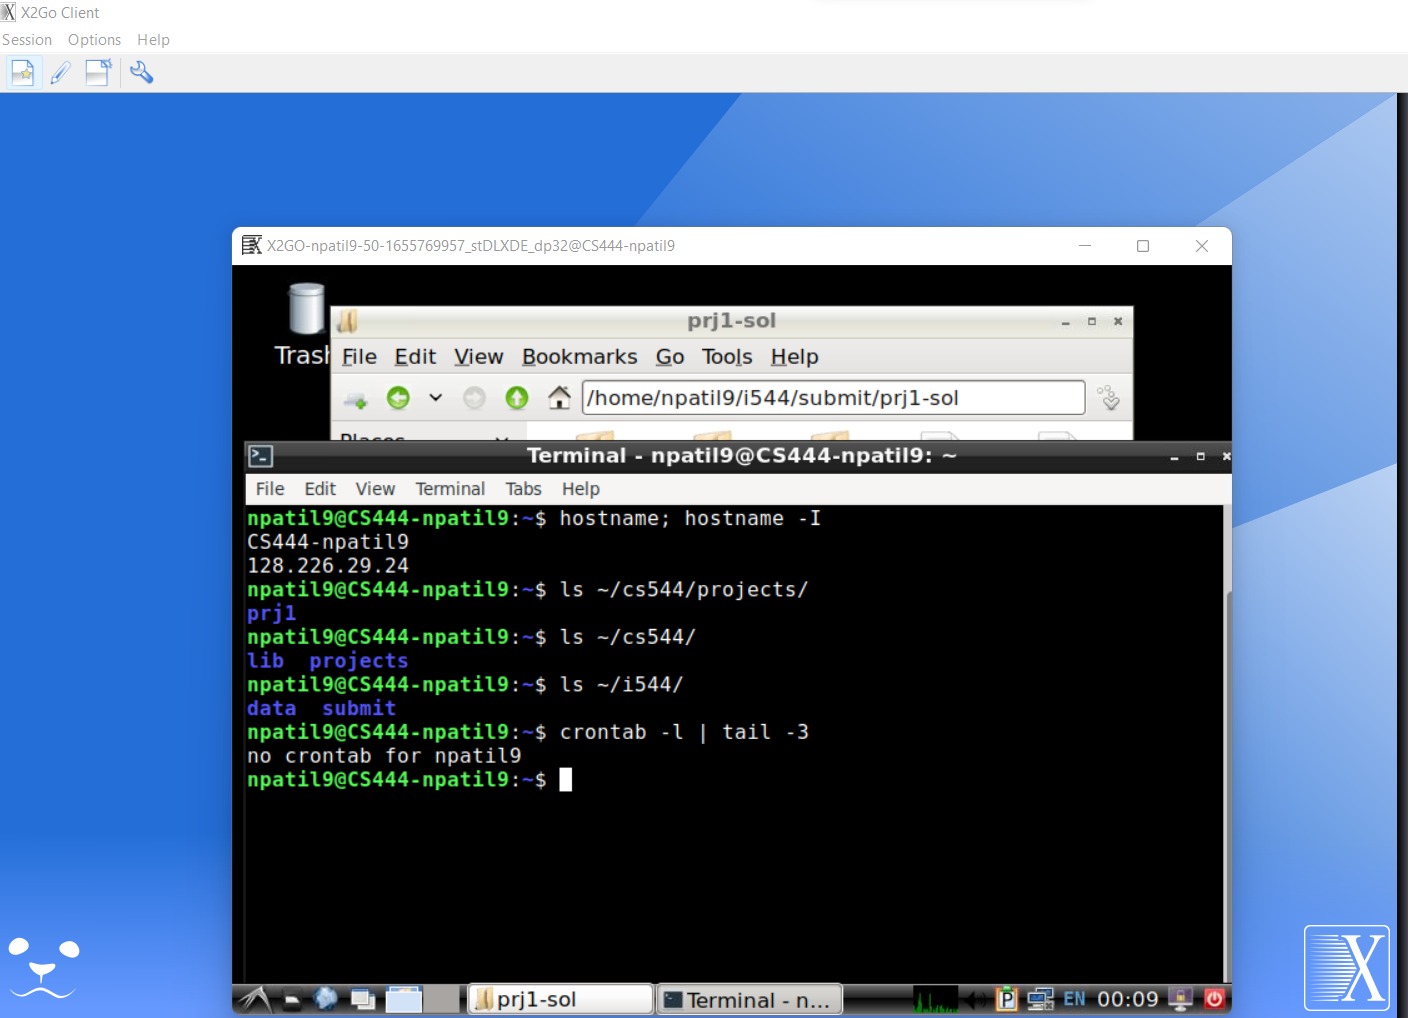 X2Go Client
Session Options Help
X2GO-npatil9-50-1655769957_stDLXDE_dp32@CS444-npatil9
Trash
prj1-sol
File Edit View Bookmarks Go Tools Help
/home/npatil9/i544/submit/prj1-sol
Places
Terminal - npatil9@CS444-npatil9: ~
File Edit View Terminal Tabs Help
npatil9@CS444-npatil9:~$ hostname; hostname -I
CS444-npatil9
128.226.29.24
npatil9@CS444-npatil9:~$ ls ~/cs544/projects/
prj1
npatil9@CS444-npatil9:~$ ls ~/cs544/
lib projects
npatil9@CS444-npatil9:~$ ls ~/i544/
data submit
npatil9@CS444-npatil9:~$ crontab -l | tail -3
no crontab for npatil9
npatil9@CS444-npatil9:~$
prj1-sol
Terminal - n...
P
EN 00:09
X